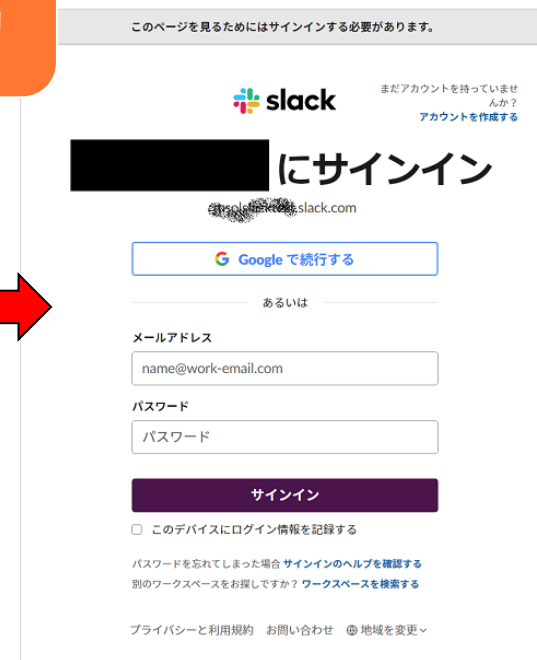 このページを見るためにはサインインする必要があります。
slack
まだアカウントを持っていませ
んか？
アカウントを作成する
にサインイン
.slack.com
Google で続行する
あるいは
メールアドレス
name@work-email.com
パスワード
パスワード
サインイン
このデバイスにログイン情報を記録する
パスワードを忘れてしまった場合 サインインのヘルプを確認する
別のワークスペースをお探しですか？ ワークスペースを検索する
プライバシーと利用規約 お問い合わせ 地域を変更